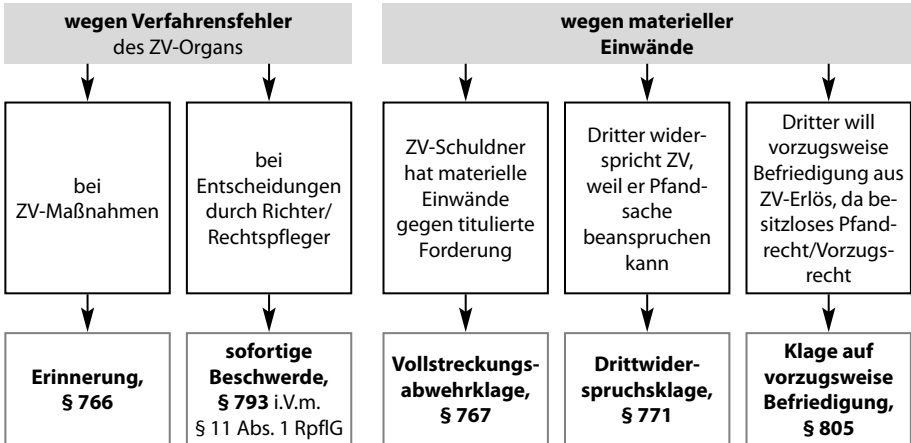 wegen Verfahrensfehler
des ZV-Organs
wegen materieller
Einwände
bei
ZV-Maßnahmen
bei
Entscheidungen
durch Richter/
Rechtspfleger
ZV-Schuldner
hat materielle
Einwände
gegen titulierte
Forderung
Dritter wider-
spricht ZV,
weil er Pfand-
sache
beanspruchen
kann
Dritter will
vorzugsweise
Befriedigung aus
ZV-Erlös, da be-
sitzloses Pfand-
recht/Vorzugs-
recht
Erinnerung,
§ 766
sofortige
Beschwerde,
§ 793 i.V.m.
§ 11 Abs. 1 RpflG
Vollstreckungs-
abwehrklage,
§ 767
Drittwider-
spruchsklage,
§ 771
Klage auf
vorzugsweise
Befriedigung,
§ 805